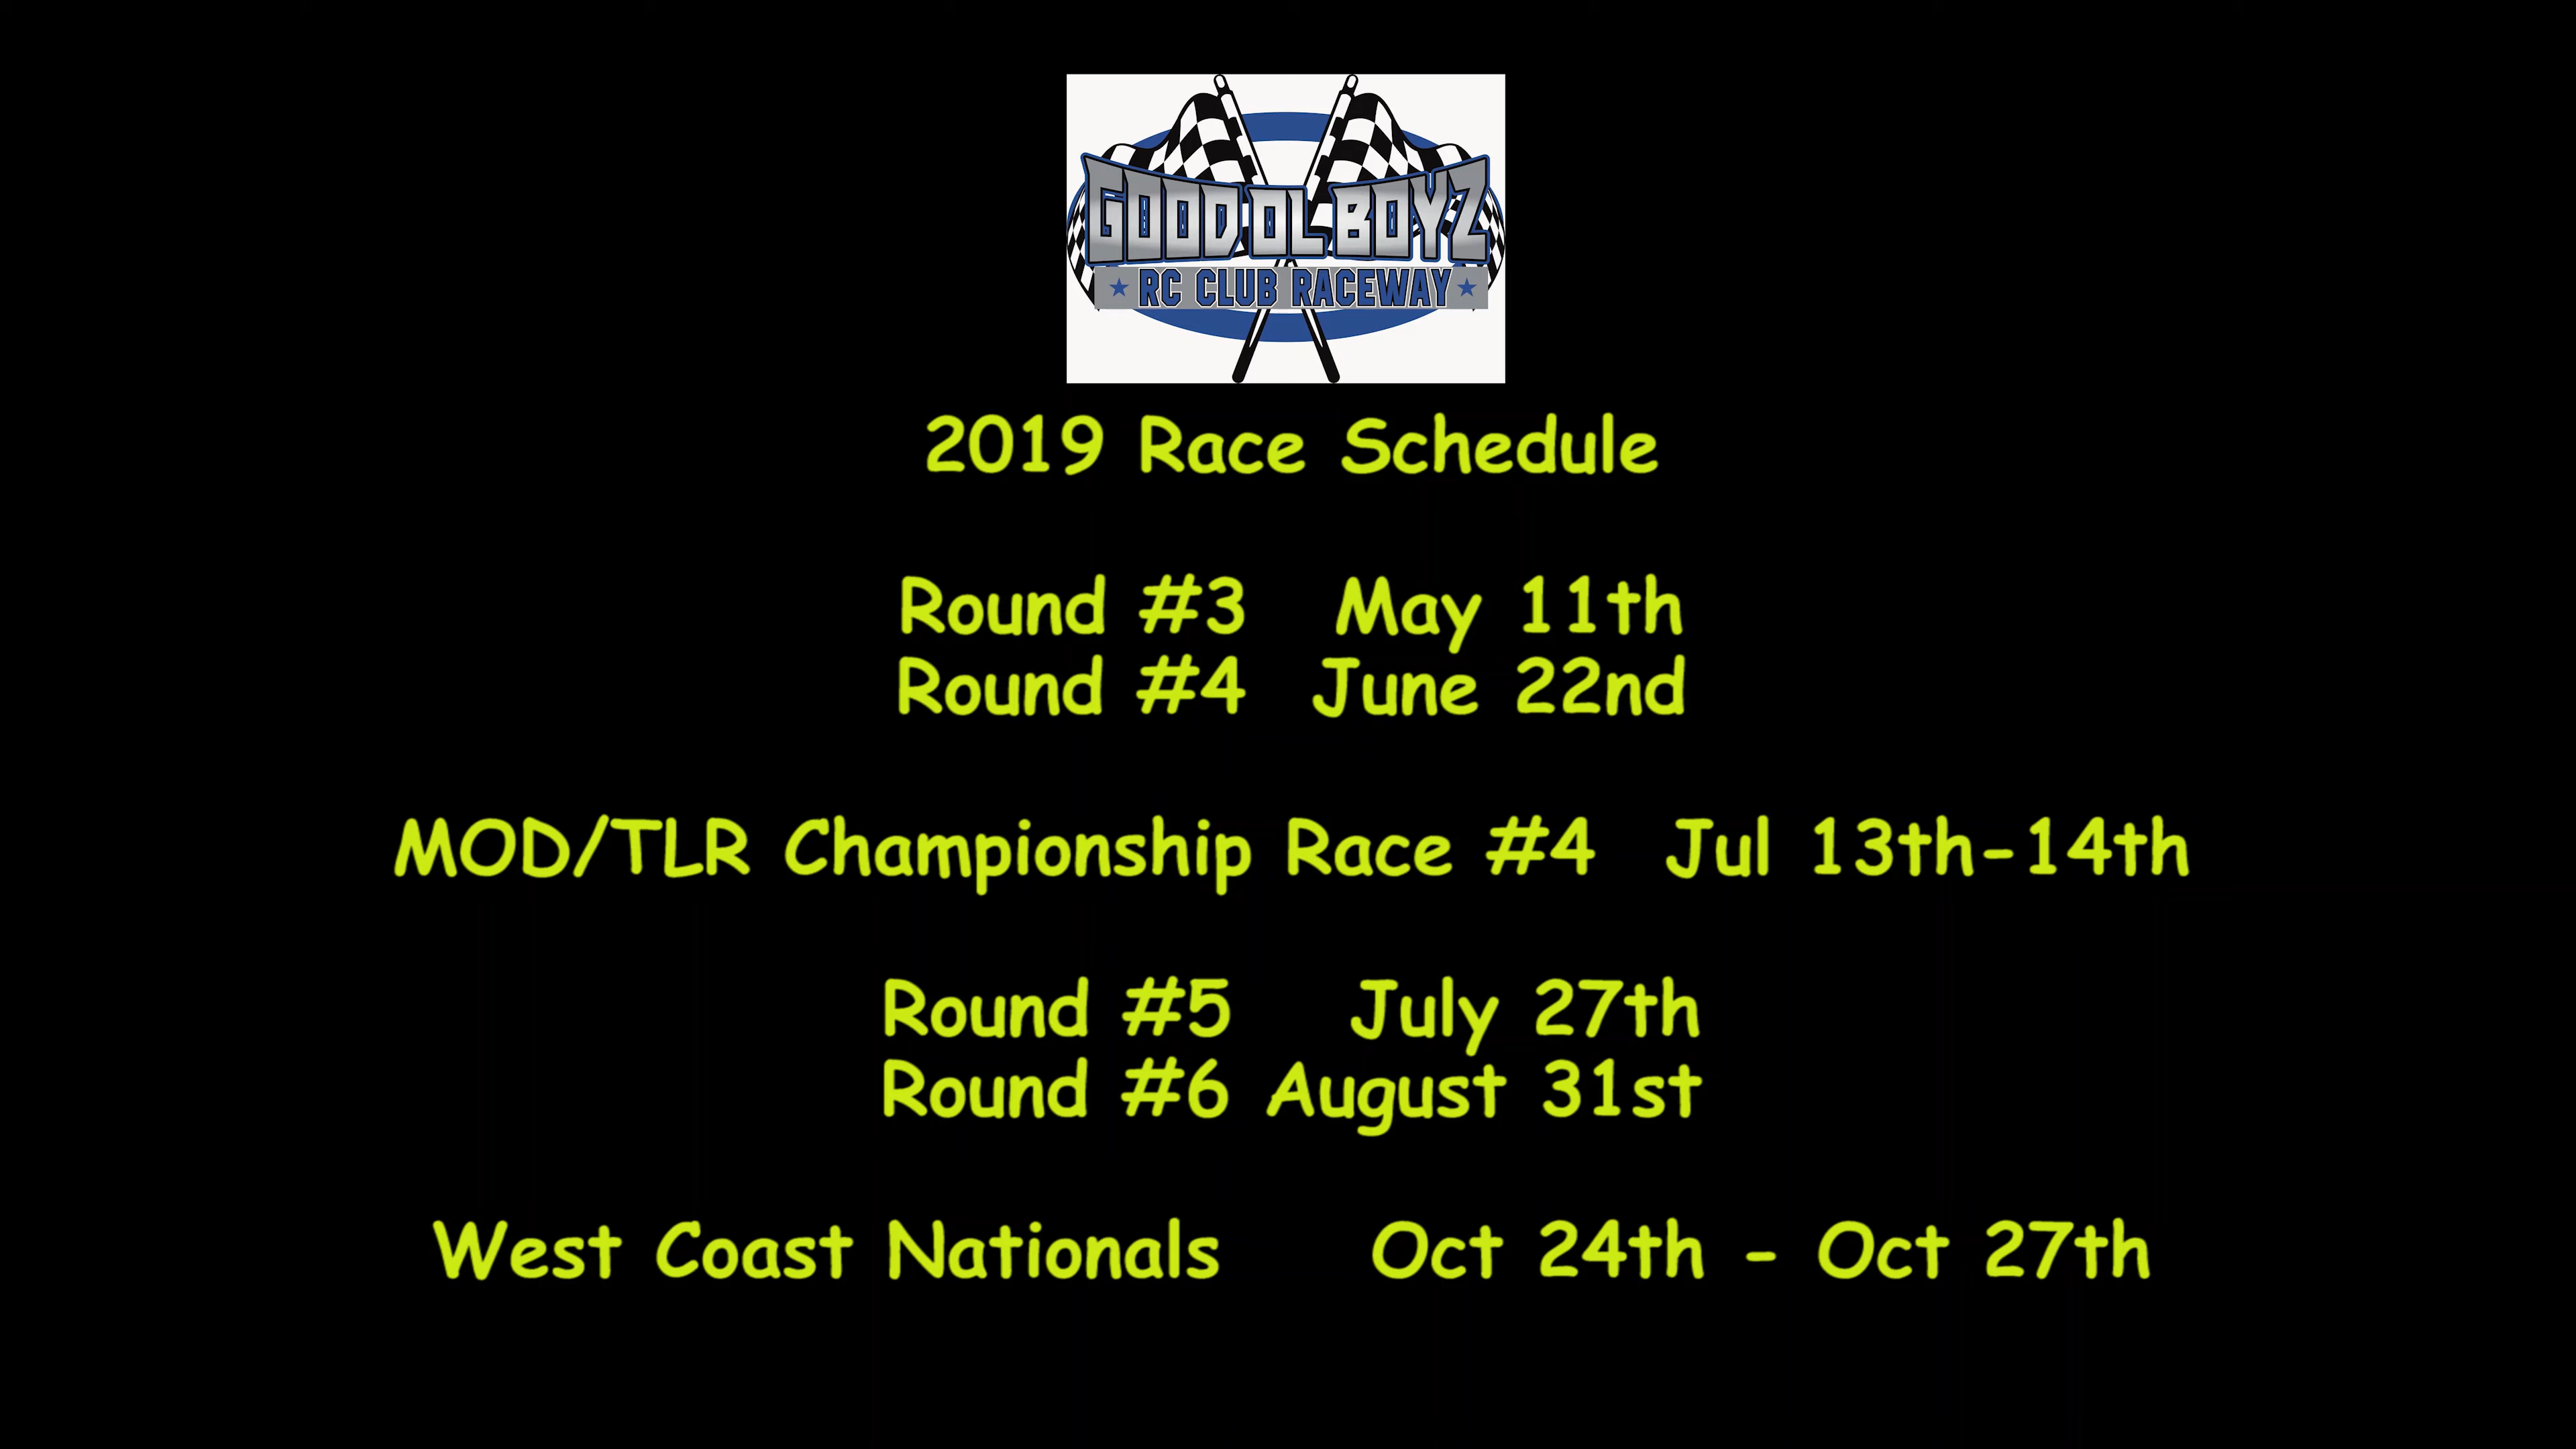 GOOD OL BOYZ
RC CLUB RACEWAY
2019 Race Schedule
Round #3 May 11th
Round #4 June 22nd
MOD/TLR Championship Race #4 Jul 13th-14th
Round #5 July 27th
Round #6 August 31st
West Coast Nationals Oct 24th - Oct 27th